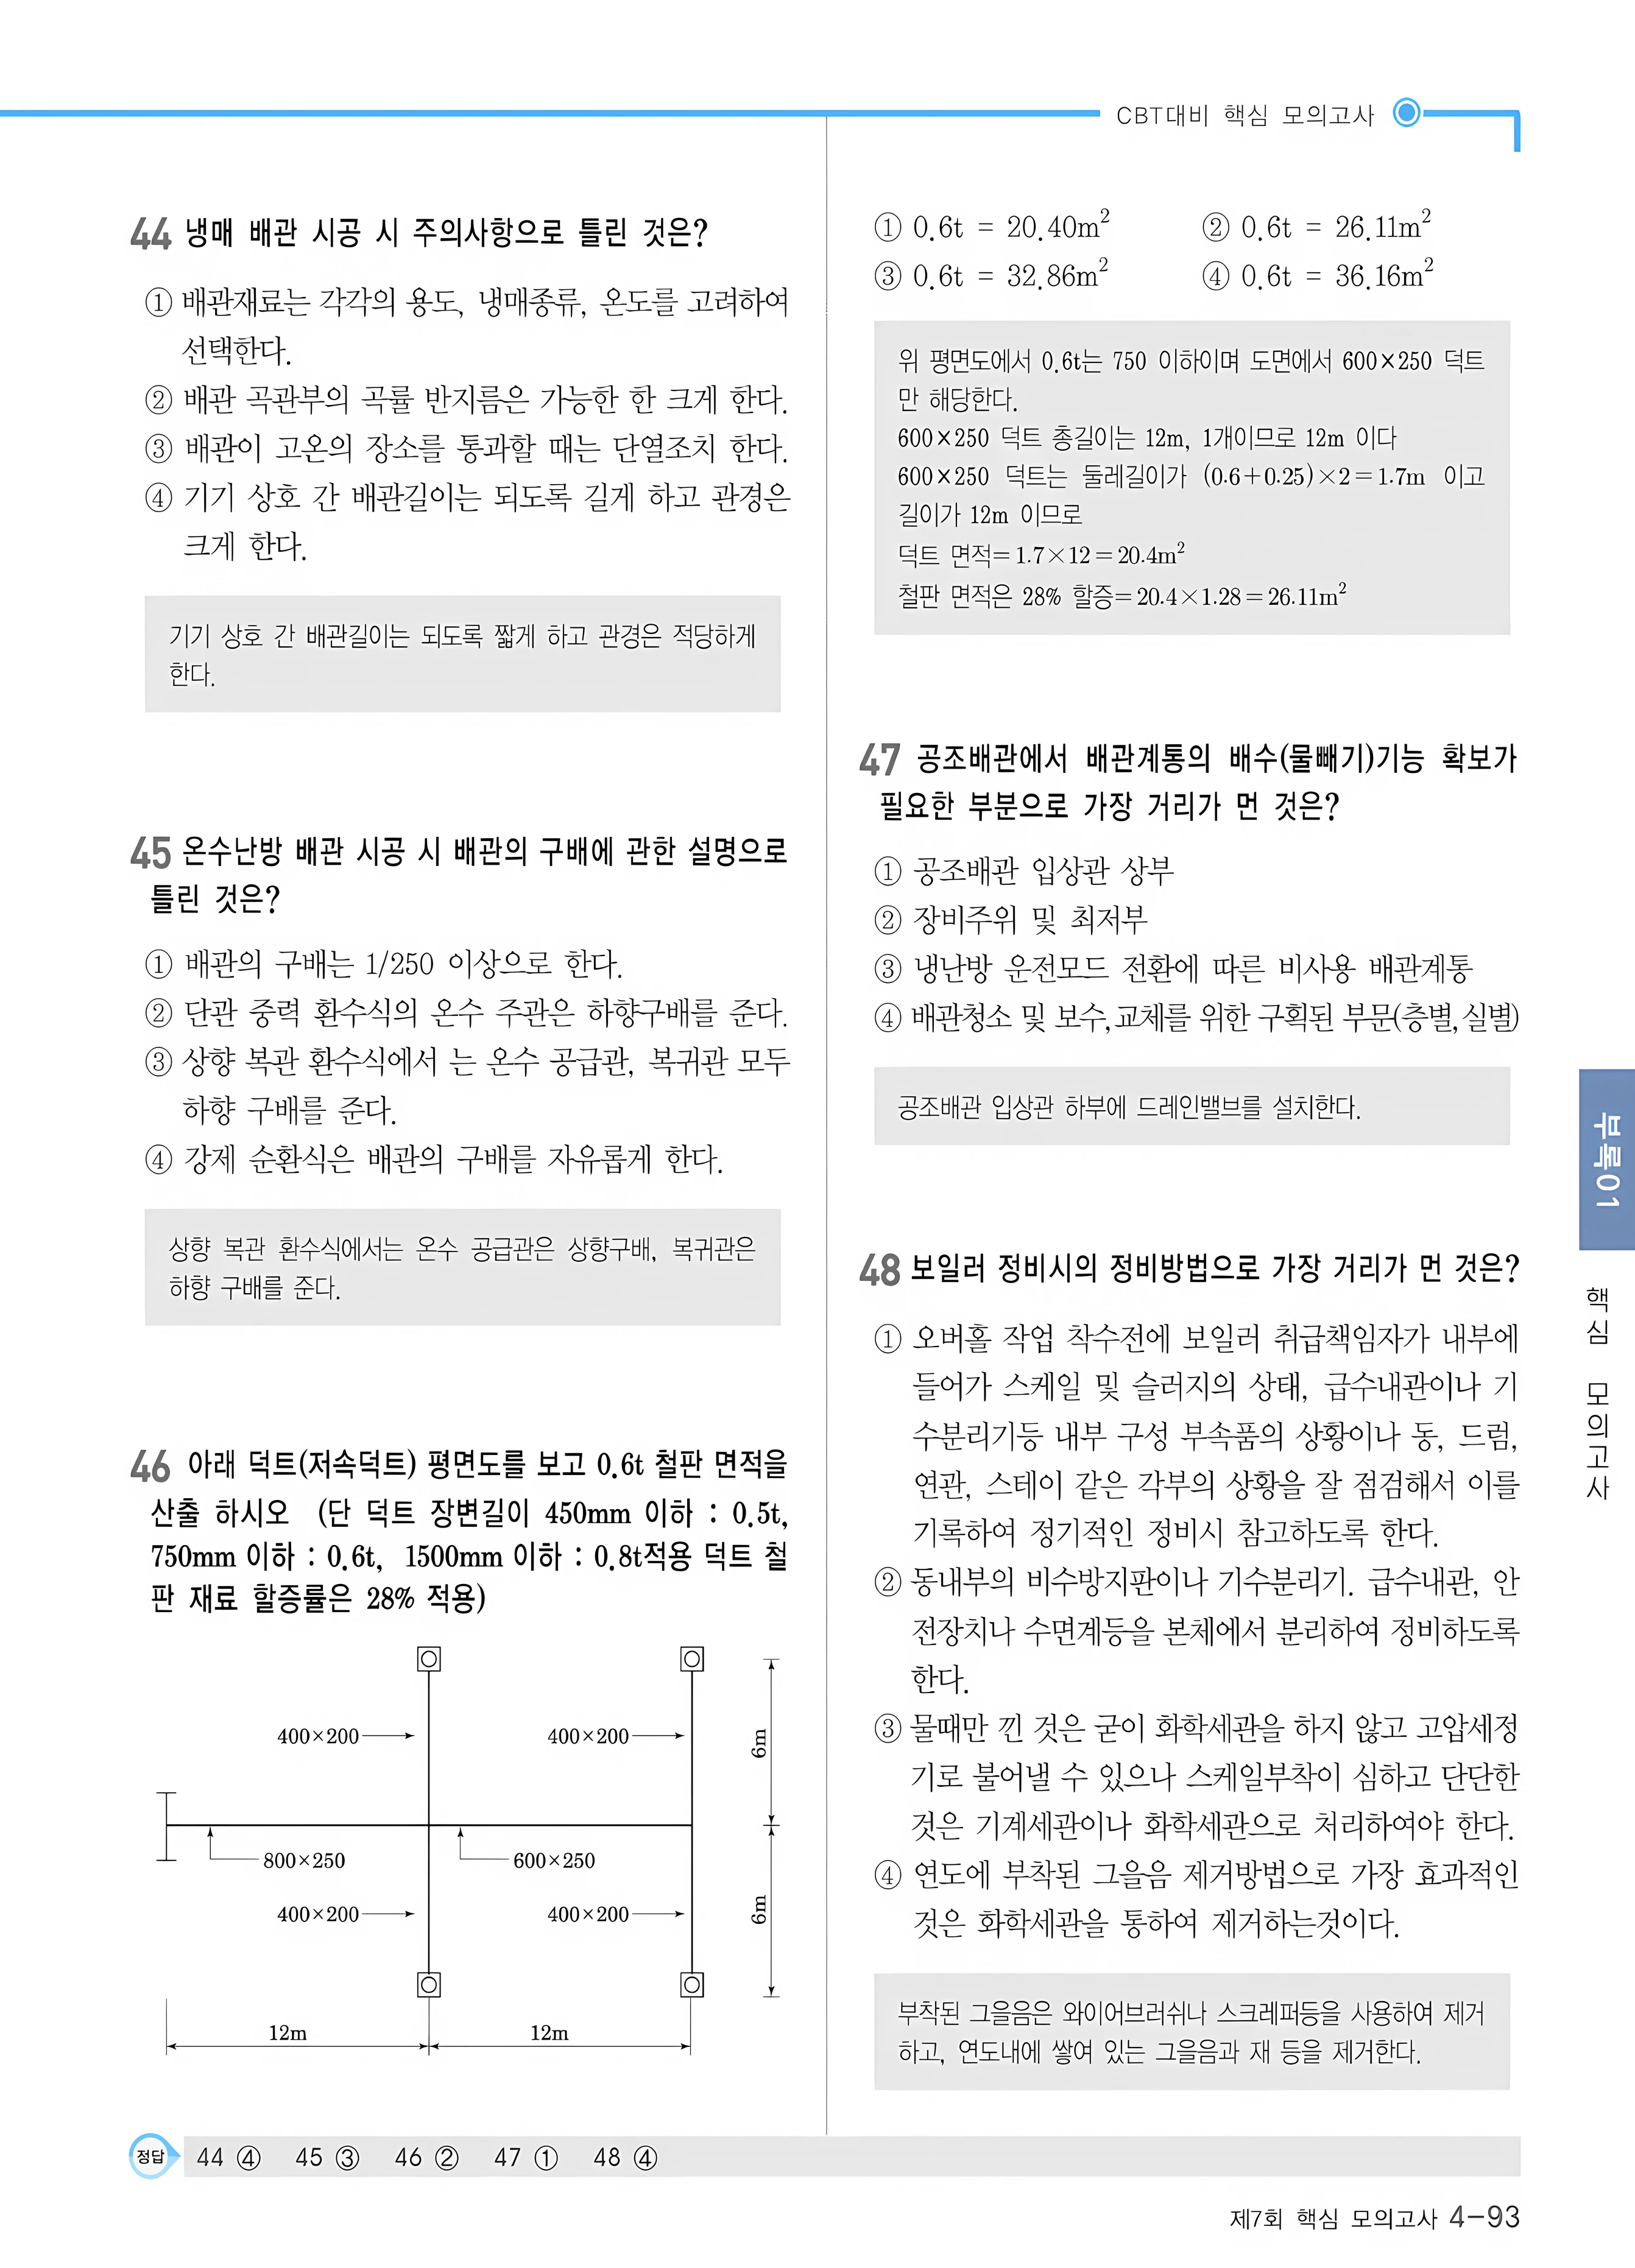 CBT대비 핵심 모의고사
44 냉매 배관 시공 시 주의사항으로 틀린 것은?
① 배관재료는 각각의 용도, 냉매종류, 온도를 고려하여
선택한다.
② 배관 곡관부의 곡률 반지름은 가능한 한 크게 한다.
③ 배관이 고온의 장소를 통과할 때는 단열조치 한다.
④ 기기 상호 간 배관길이는 되도록 길게 하고 관경은
크게 한다.
기기 상호 간 배관길이는 되도록 짧게 하고 관경은 적당하게
한다.
45 온수난방 배관 시공 시 배관의 구배에 관한 설명으로
틀린 것은?
① 배관의 구배는 1/250 이상으로 한다.
② 단관 중력 환수식의 온수 주관은 하향구배를 준다.
③ 상향 복관 환수식에서 는 온수 공급관, 복귀관 모두
하향 구배를 준다.
④ 강제 순환식은 배관의 구배를 자유롭게 한다.
상향 복관 환수식에서는 온수 공급관은 상향구배, 복귀관은
하향 구배를 준다.
46 아래 덕트(저속덕트) 평면도를 보고 0.6t 철판 면적을
산출 하시오 (단 덕트 장변길이 450mm 이하 : 0.5t,
750mm 이하 : 0.6t, 1500mm 이하 : 0.8t적용 덕트 철
판 재료 할증률은 28% 적용)
400×200
400×200
6m
800×250
600×250
400×200
400×200
6m
12m
12m
① 0.6t = 20.40m²
② 0.6t = 26.11m²
③ 0.6t = 32.86m²
④ 0.6t = 36.16m²
위 평면도에서 0.6t는 750 이하이며 도면에서 600×250 덕트
만 해당한다.
600×250 덕트 총길이는 12m, 1개이므로 12m 이다
600×250 덕트는 둘레길이가 (0.6+0.25)×2=1.7m 이고
길이가 12m 이므로
덕트 면적=1.7×12=20.4m²
철판 면적은 28% 할증=20.4×1.28=26.11m²
47 공조배관에서 배관계통의 배수(물빼기)기능 확보가
필요한 부분으로 가장 거리가 먼 것은?
① 공조배관 입상관 상부
② 장비주위 및 최저부
③ 냉난방 운전모드 전환에 따른 비사용 배관계통
④ 배관청소 및 보수,교체를 위한 구획된 부문(층별,실별)
공조배관 입상관 하부에 드레인밸브를 설치한다.
48 보일러 정비시의 정비방법으로 가장 거리가 먼 것은?
① 오버홀 작업 착수전에 보일러 취급책임자가 내부에
들어가 스케일 및 슬러지의 상태, 급수내관이나 기
수분리기등 내부 구성 부속품의 상황이나 동, 드럼,
연관, 스테이 같은 각부의 상황을 잘 점검해서 이를
기록하여 정기적인 정비시 참고하도록 한다.
② 동내부의 비수방지판이나 기수분리기. 급수내관, 안
전장치나 수면계등을 본체에서 분리하여 정비하도록
한다.
③ 물때만 낀 것은 굳이 화학세관을 하지 않고 고압세정
기로 불어낼 수 있으나 스케일부착이 심하고 단단한
것은 기계세관이나 화학세관으로 처리하여야 한다.
④ 연도에 부착된 그을음 제거방법으로 가장 효과적인
것은 화학세관을 통하여 제거하는것이다.
부착된 그을음은 와이어브러쉬나 스크레퍼등을 사용하여 제거
하고, 연도내에 쌓여 있는 그을음과 재 등을 제거한다.
부록01
핵심 모의고사
정답 44 ④ 45 ③ 46 ② 47 ① 48 ④
제7회 핵심 모의고사 4-93